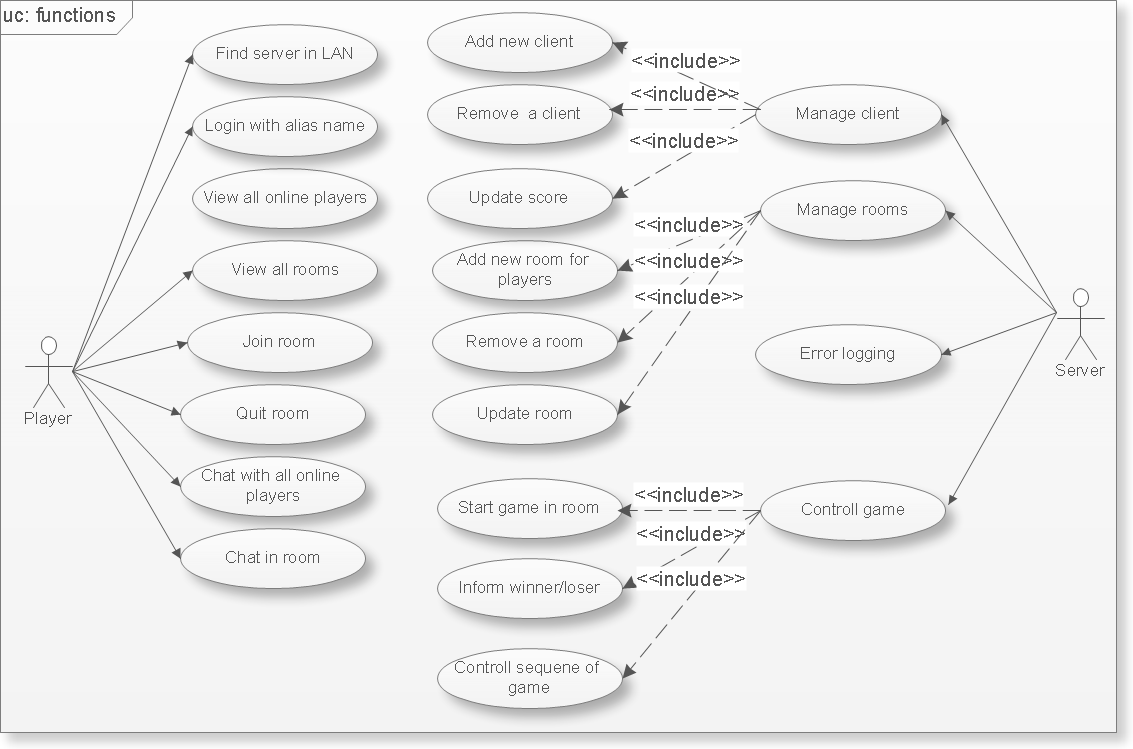 uc: functions
Find server in LAN
Login with alias name
View all online players
View all rooms
Join room
Quit room
Chat with all online
players
Chat in room
Player
Add new client
Remove  a client
Update score
Add new room for
players
Remove a room
Update room
Start game in room
Inform winner/loser
Controll sequene of
game
<<include>>
<<include>>
<<include>>
<<include>>
<<include>>
<<include>>
<<include>>
<<include>>
<<include>>
Manage client
Manage rooms
Error logging
Controll game
Server